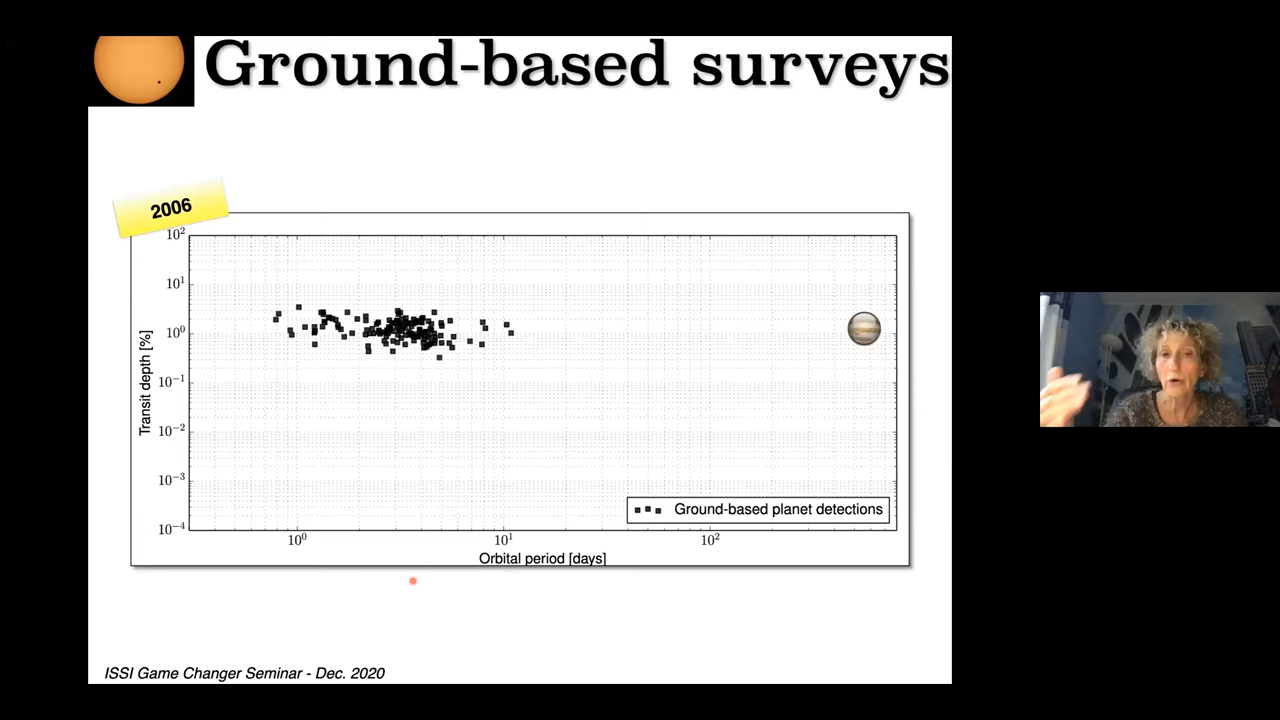 Ground-based surveys
2006
10²
10¹
10⁰
10⁻¹
10⁻²
10⁻³
10⁻⁴
Transit depth [%]
Ground-based planet detections
10⁰ 10¹ 10²
Orbital period [days]
ISSI Game Changer Seminar - Dec. 2020